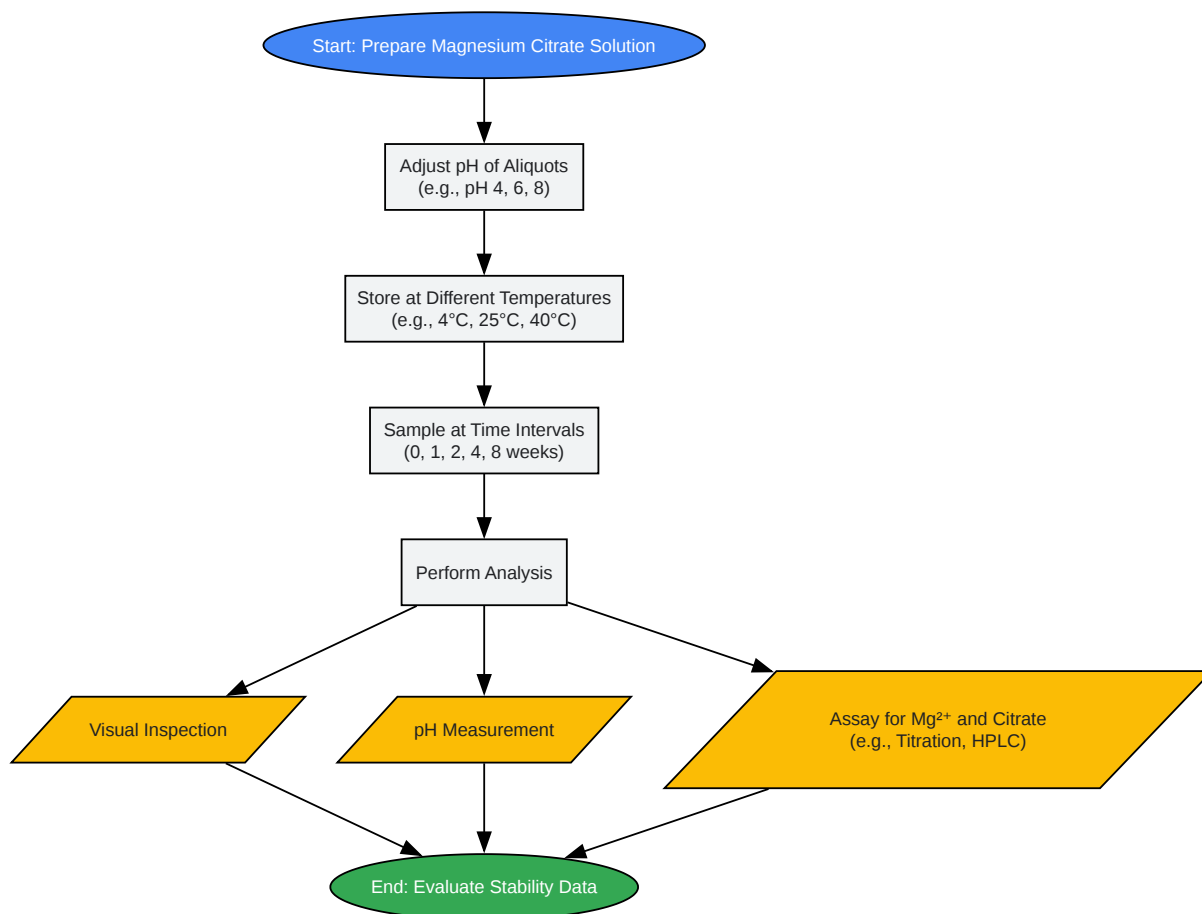 Start: Prepare Magnesium Citrate Solution
Adjust pH of Aliquots
(e.g., pH 4, 6, 8)
Store at Different Temperatures
(e.g., 4°C, 25°C, 40°C)
Sample at Time Intervals
(0, 1, 2, 4, 8 weeks)
Perform Analysis
Visual Inspection
pH Measurement
Assay for Mg²⁺ and Citrate
(e.g., Titration, HPLC)
End: Evaluate Stability Data